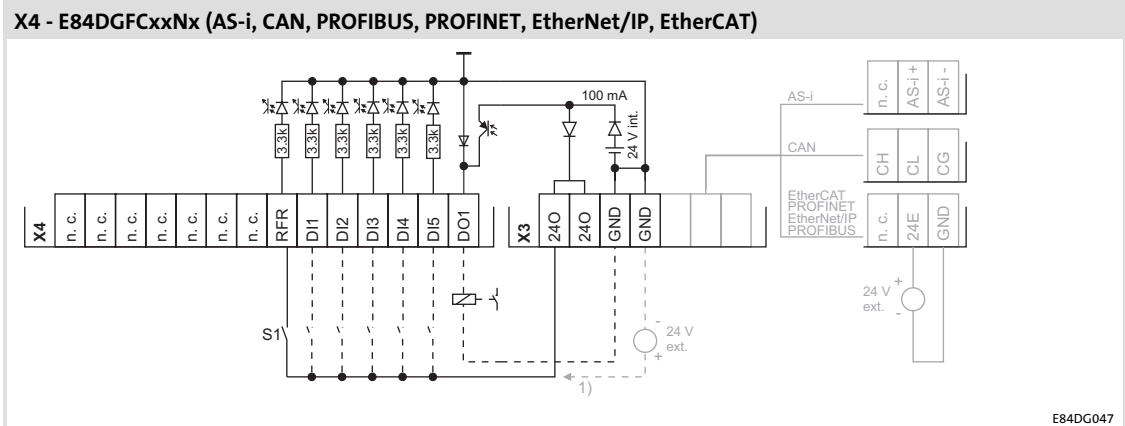 X4 - E84DGFCxxNx (AS-i, CAN, PROFIBUS, PROFINET, EtherNet/IP, EtherCAT)
100 mA
3.3k 3.3k 3.3k 3.3k 3.3k 3.3k
24 V int.
X4 n. c. n. c. n. c. n. c. n. c. n. c. n. c. RFR DI1 DI2 DI3 DI4 DI5 DO1
X3 24O 24O GND GND
AS-i
n. c. AS-i + AS-i -
CAN
CH CL CG
EtherCAT
PROFINET
EtherNet/IP
PROFIBUS
n. c. 24E GND
24 V
ext.
+
-
S1
-
24 V
ext.
+
1)
E84DG047